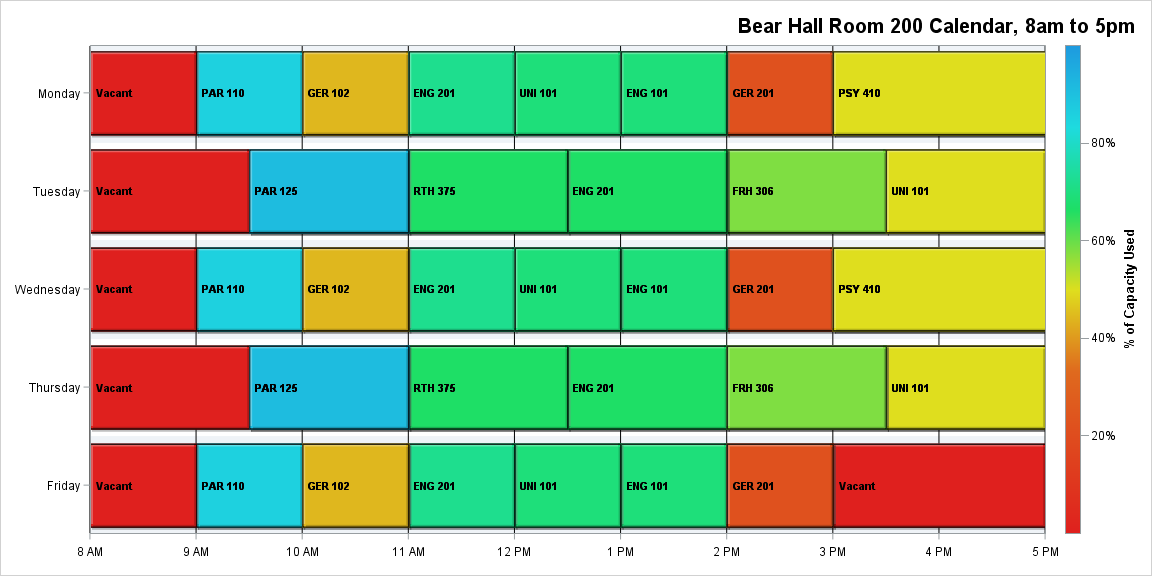 Bear Hall Room 200 Calendar, 8am to 5pm
Monday Vacant PAR 110 GER 102 ENG 201 UNI 101 ENG 101 GER 201 PSY 410
Tuesday Vacant PAR 125 RTH 375 ENG 201 FRH 306 UNI 101
Wednesday Vacant PAR 110 GER 102 ENG 201 UNI 101 ENG 101 GER 201 PSY 410
Thursday Vacant PAR 125 RTH 375 ENG 201 FRH 306 UNI 101
Friday Vacant PAR 110 GER 102 ENG 201 UNI 101 ENG 101 GER 201 Vacant
8 AM 9 AM 10 AM 11 AM 12 PM 1 PM 2 PM 3 PM 4 PM 5 PM
80%
60%
40%
20%
% of Capacity Used